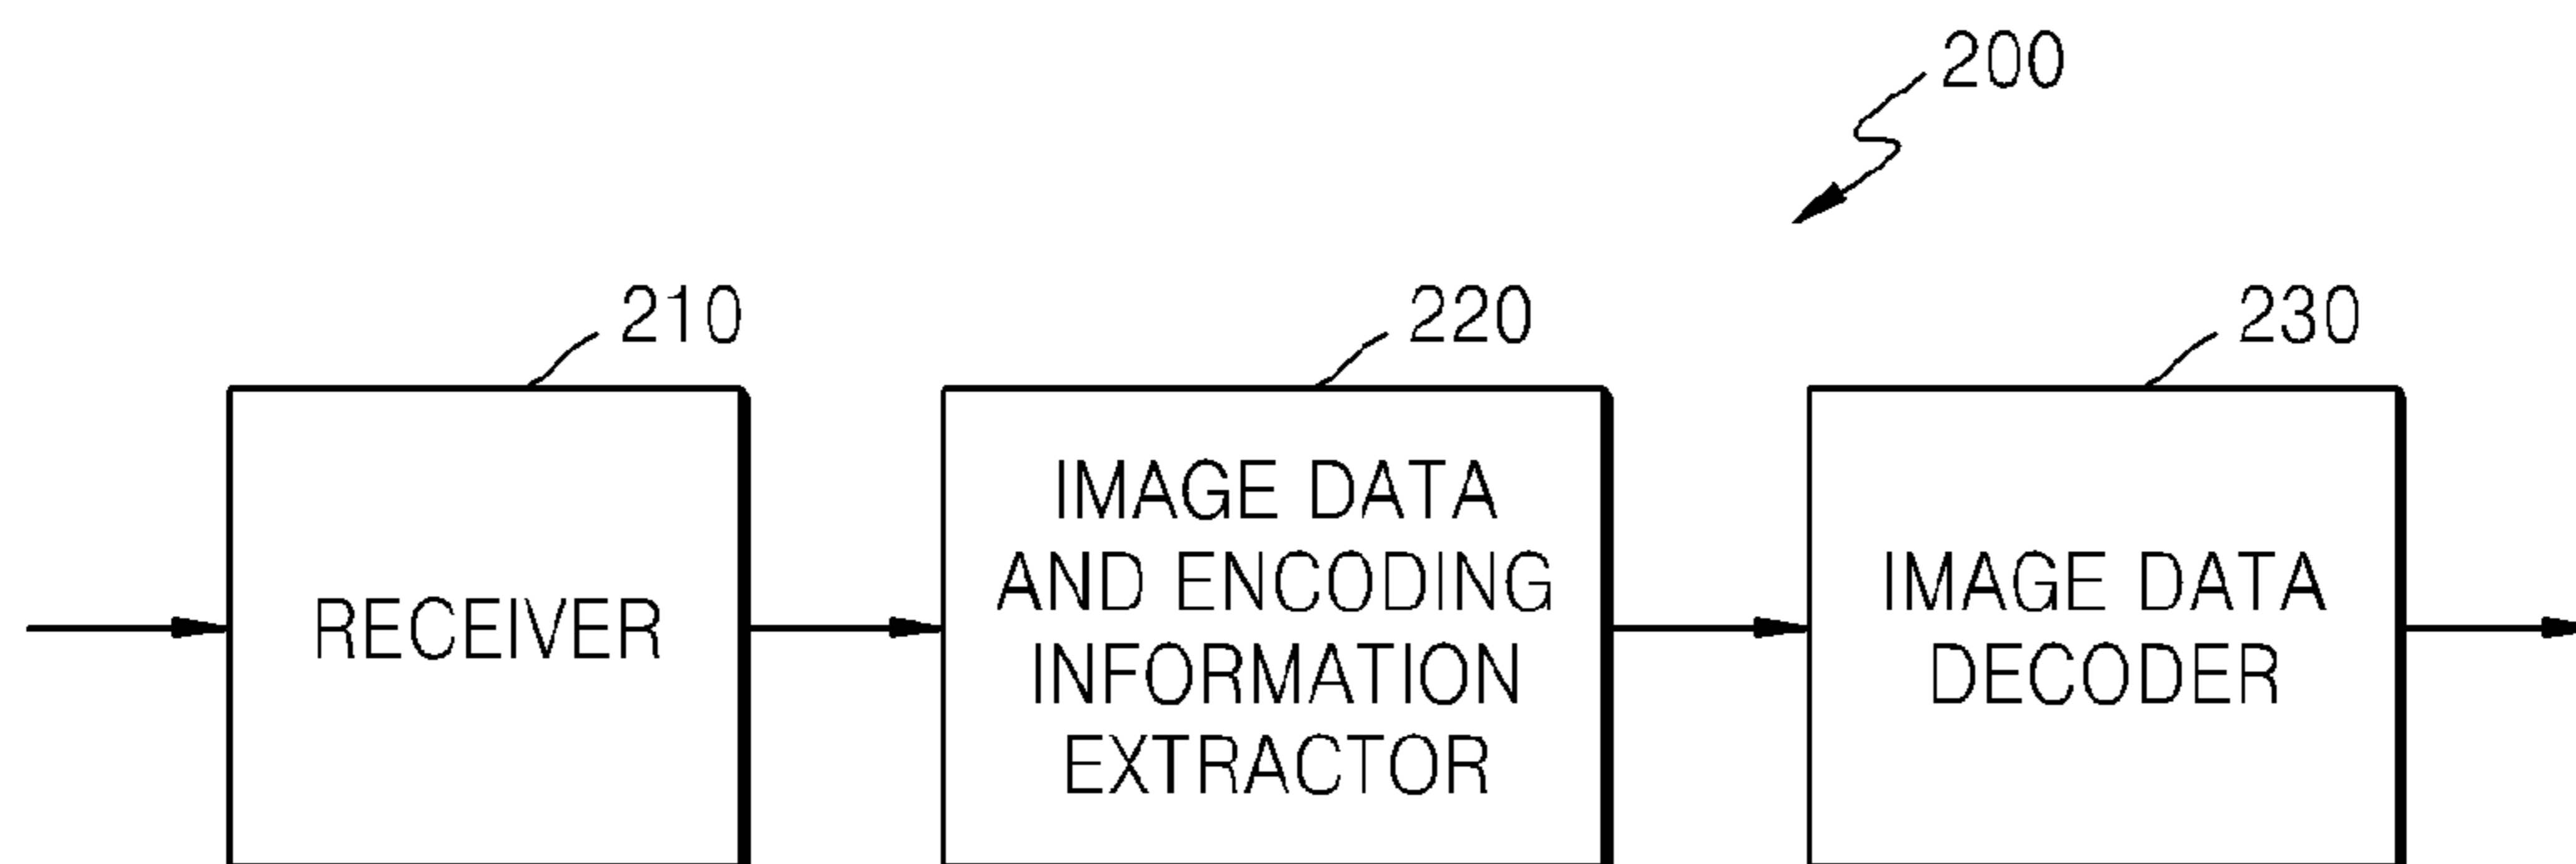 200
210
220
230
RECEIVER
IMAGE DATA
AND ENCODING
INFORMATION
EXTRACTOR
IMAGE DATA
DECODER